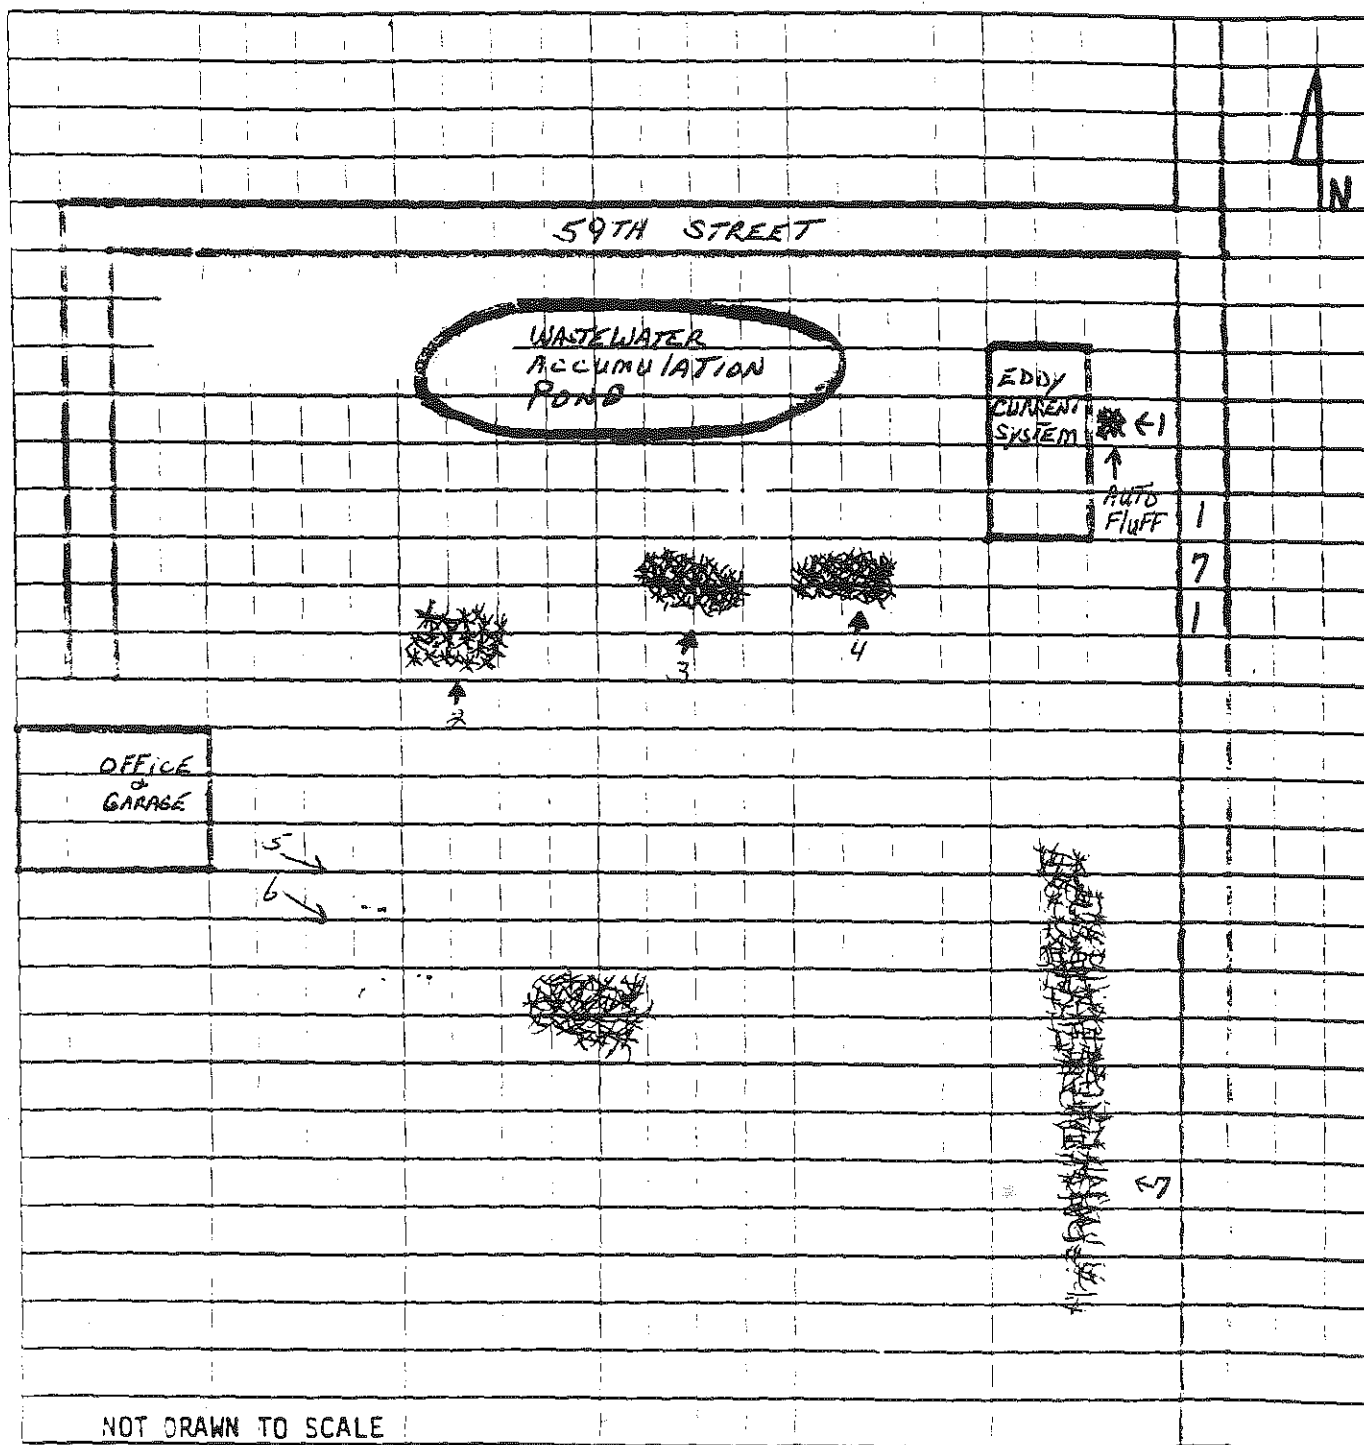 N
59TH STREET
WASTEWATER
ACCUMULATION
POND
EDDY
CURRENT
SYSTEM
←1
↑
AUTO
FLUFF
1
7
1
2
3
4
OFFICE
&
GARAGE
5
6
←7
NOT DRAWN TO SCALE